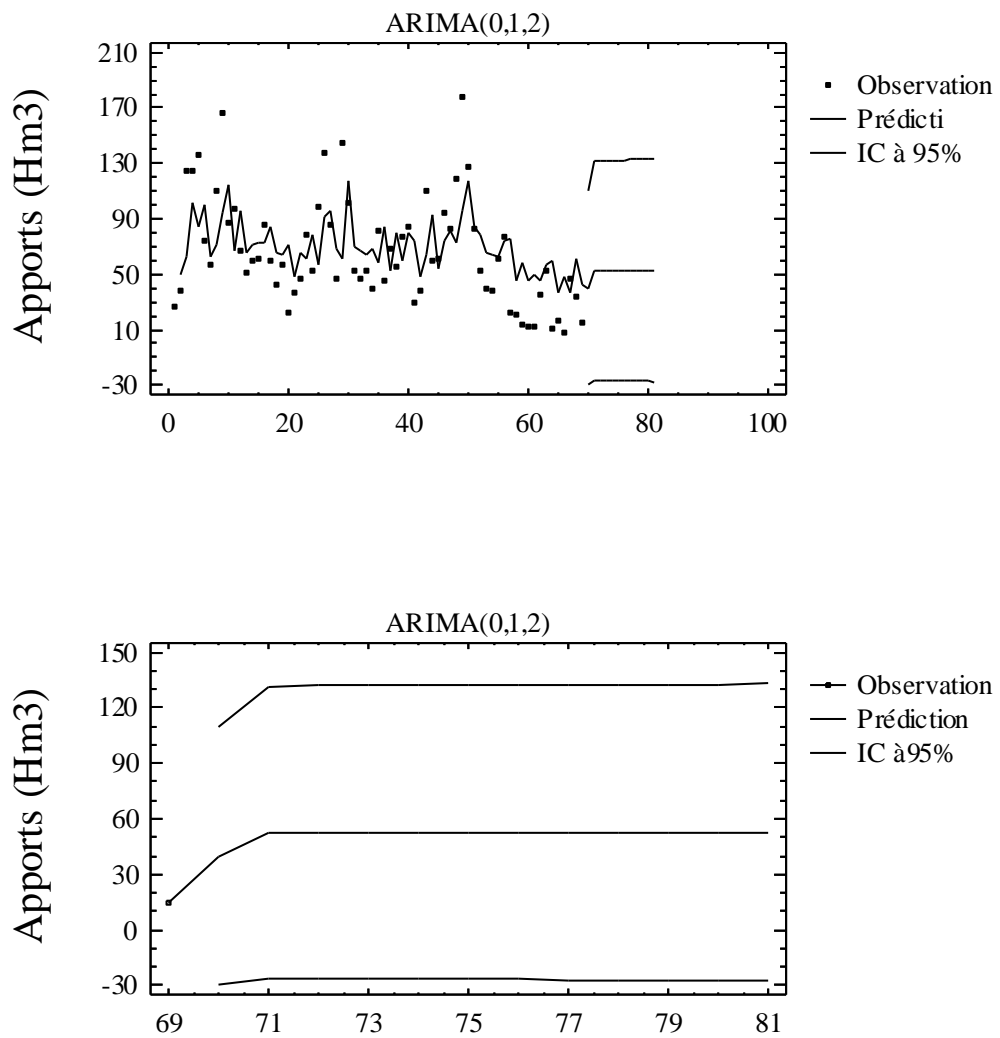 ARIMA(0,1,2)
Apports (Hm3)
210
170
130
90
50
10
-30
0 20 40 60 80 100
Observation
Prédicti
IC à 95%
ARIMA(0,1,2)
Apports (Hm3)
150
120
90
60
30
0
-30
69 71 73 75 77 79 81
Observation
Prédiction
IC à95%